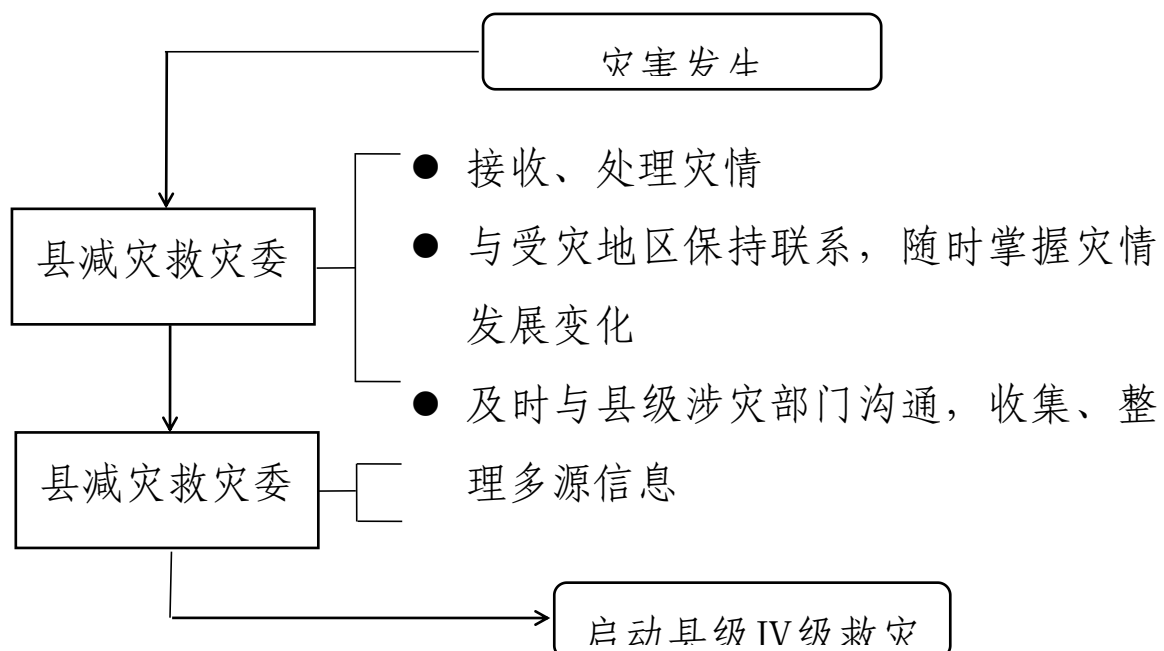 灾害发生
● 接收、处理灾情
● 与受灾地区保持联系，随时掌握灾情
发展变化
县减灾救灾委
● 及时与县级涉灾部门沟通，收集、整
理多源信息
县减灾救灾委
启动县级IV级救灾